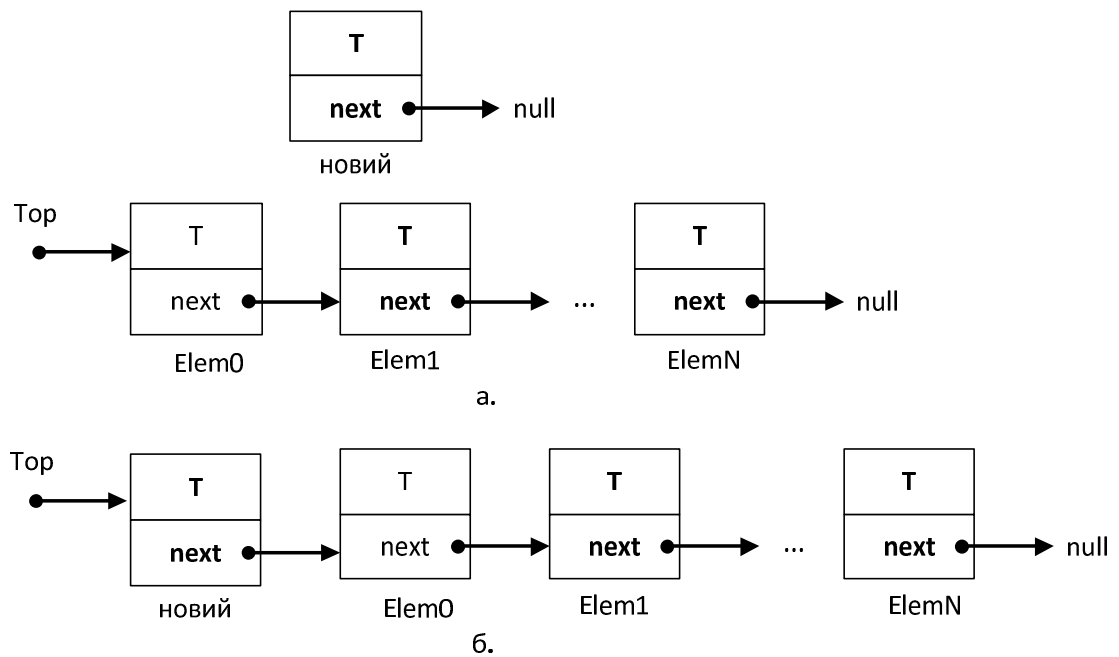 T
next null
новий
Top
T T T
next next ... next null
Elem0 Elem1 ElemN
а.
Top
T T T T
next next next ... next null
новий Elem0 Elem1 ElemN
б.